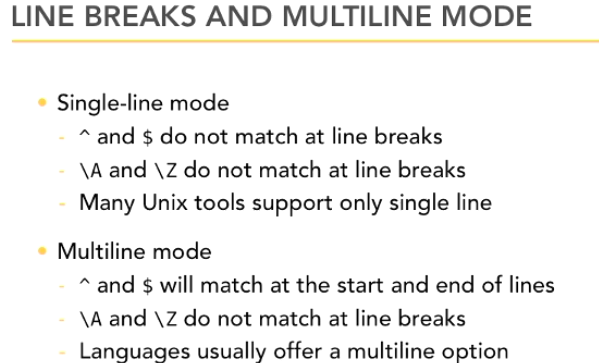 LINE BREAKS AND MULTILINE MODE
• Single-line mode
- ^ and $ do not match at line breaks
- \A and \Z do not match at line breaks
- Many Unix tools support only single line
• Multiline mode
- ^ and $ will match at the start and end of lines
- \A and \Z do not match at line breaks
- Languages usually offer a multiline option